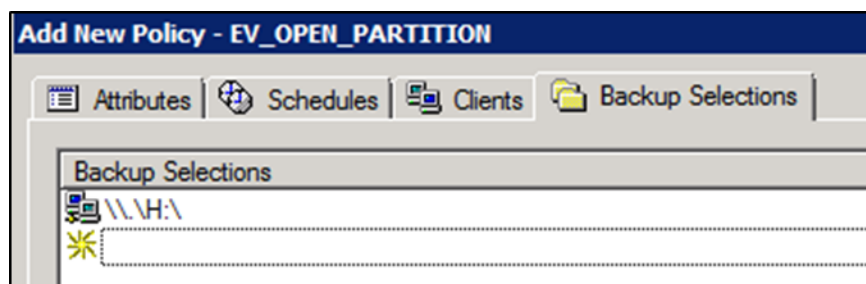 Add New Policy - EV_OPEN_PARTITION
Attributes Schedules Clients Backup Selections
Backup Selections
\\.\H:\